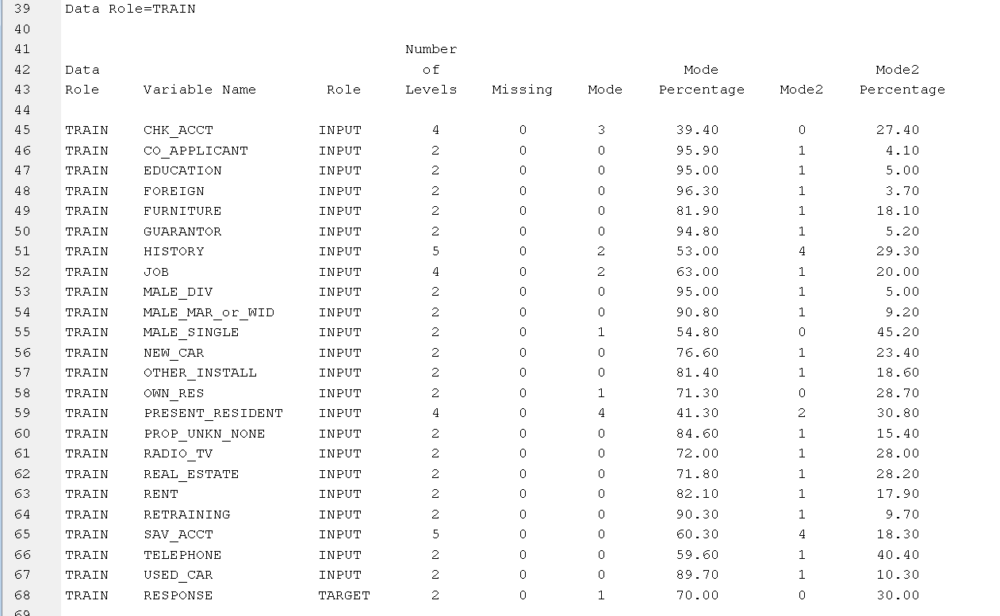 39 Data Role=TRAIN
40
41 Number
42 Data of Mode Mode2
43 Role Variable Name Role Levels Missing Mode Percentage Mode2 Percentage
44
45 TRAIN CHK_ACCT INPUT 4 0 3 39.40 0 27.40
46 TRAIN CO_APPLICANT INPUT 2 0 0 95.90 1 4.10
47 TRAIN EDUCATION INPUT 2 0 0 95.00 1 5.00
48 TRAIN FOREIGN INPUT 2 0 0 96.30 1 3.70
49 TRAIN FURNITURE INPUT 2 0 0 81.90 1 18.10
50 TRAIN GUARANTOR INPUT 2 0 0 94.80 1 5.20
51 TRAIN HISTORY INPUT 5 0 2 53.00 4 29.30
52 TRAIN JOB INPUT 4 0 2 63.00 1 20.00
53 TRAIN MALE_DIV INPUT 2 0 0 95.00 1 5.00
54 TRAIN MALE_MAR_or_WID INPUT 2 0 0 90.80 1 9.20
55 TRAIN MALE_SINGLE INPUT 2 0 1 54.80 0 45.20
56 TRAIN NEW_CAR INPUT 2 0 0 76.60 1 23.40
57 TRAIN OTHER_INSTALL INPUT 2 0 0 81.40 1 18.60
58 TRAIN OWN_RES INPUT 2 0 1 71.30 0 28.70
59 TRAIN PRESENT_RESIDENT INPUT 4 0 4 41.30 2 30.80
60 TRAIN PROP_UNKN_NONE INPUT 2 0 0 84.60 1 15.40
61 TRAIN RADIO_TV INPUT 2 0 0 72.00 1 28.00
62 TRAIN REAL_ESTATE INPUT 2 0 0 71.80 1 28.20
63 TRAIN RENT INPUT 2 0 0 82.10 1 17.90
64 TRAIN RETRAINING INPUT 2 0 0 90.30 1 9.70
65 TRAIN SAV_ACCT INPUT 5 0 0 60.30 4 18.30
66 TRAIN TELEPHONE INPUT 2 0 0 59.60 1 40.40
67 TRAIN USED_CAR INPUT 2 0 0 89.70 1 10.30
68 TRAIN RESPONSE TARGET 2 0 1 70.00 0 30.00
69